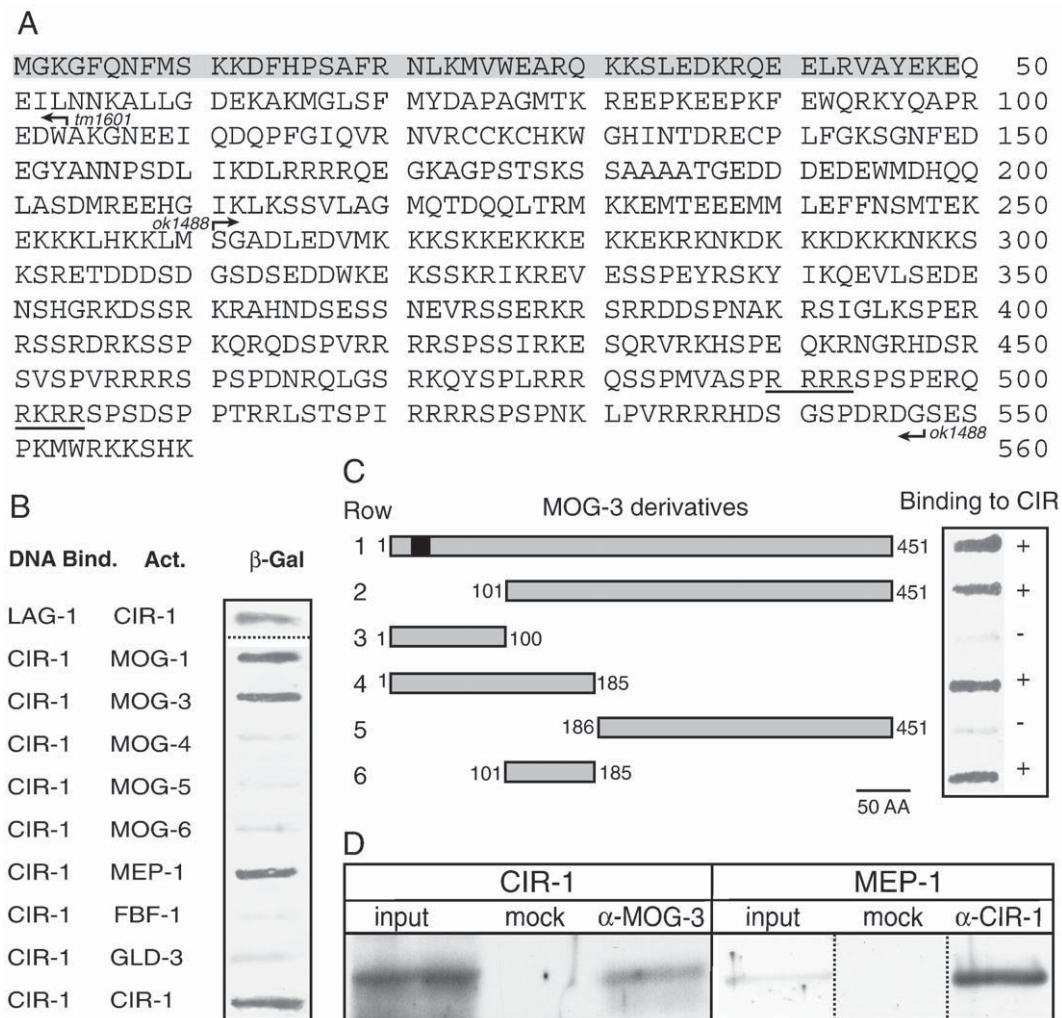 A
MGKGFQNFMS KKDFHPSAFR NLKMVWEARQ KKSLEDKRQE ELRVAYEKEQ 50
EILNNKALLG DEKAKMGLSF MYDAPAGMTK REEPKEEPKF EWQRKYQAPR 100
tm1601
EDWAKGNEEI QDQPFGIQVR NVRCCKCHKW GHINTDRECP LFGKSGNFED 150
EGYANNPSDL IKDLRRRRQE GKAGPSTSKS SAAAATGEDD DEDEWMDHQQ 200
LASDMREEHG IKLKSSVLAG MQTDQQLTRM KKEMTEEEMM LEFFNSMTEK 250
ok1488
EKKKLHKKLM SGADLEDVMK KKSKKEKKKE KKEKRKNKDK KKDKKKNKKS 300
KSRETDDDSD GSDSEDDWKE KSSKRIKREV ESSPEYRSKY IKQEVLSEDE 350
NSHGRKDSSR KRAHNDSESS NEVRSSERKR SRRDDSPNAK RSIGLKSPER 400
RSSRDRKSSP KQRQDSPVRR RRSPSSIRKE SQRVRKHSPE QKRNGRHDSR 450
SVSPVRRRRS PSPDNRQLGS RKQYSPLRRR QSSPMVASPR RRRSPSPERQ 500
RKRRSPSDSP PTRRLSTSPI RRRRSPSPNK LPVRRRRHDS GSPDRDGSES 550
ok1488
PKMWRKKSHK 560
B
DNA Bind. Act. β-Gal
LAG-1 CIR-1
CIR-1 MOG-1
CIR-1 MOG-3
CIR-1 MOG-4
CIR-1 MOG-5
CIR-1 MOG-6
CIR-1 MEP-1
CIR-1 FBF-1
CIR-1 GLD-3
CIR-1 CIR-1
C
Row MOG-3 derivatives Binding to CIR
1 1 451 +
2 101 451 +
3 1 100 -
4 1 185 +
5 186 451 -
6 101 185 +
50 AA
D
CIR-1 MEP-1
input mock α-MOG-3 input mock α-CIR-1